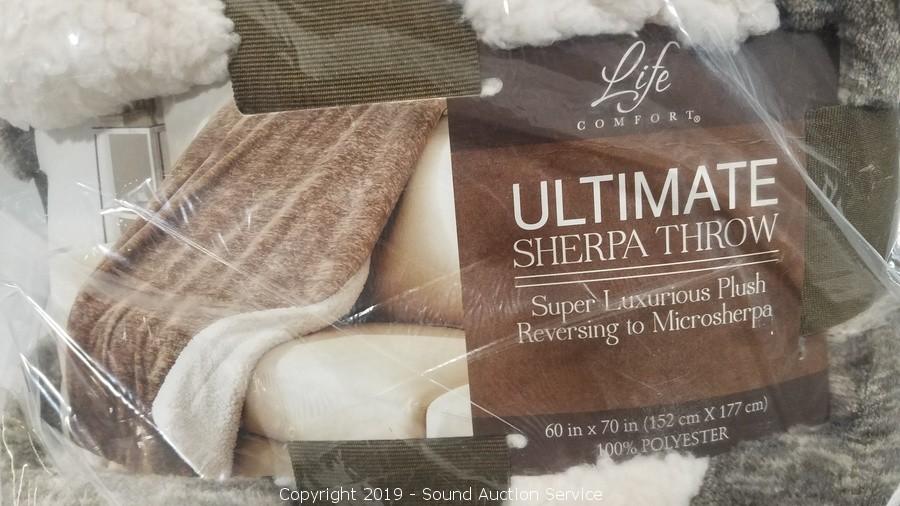 Life
COMFORT®
ULTIMATE
SHERPA THROW
Super Luxurious Plush
Reversing to Microsherpa
60 in x 70 in (152 cm X 177 cm)
100% POLYESTER
Copyright 2019 - Sound Auction Service